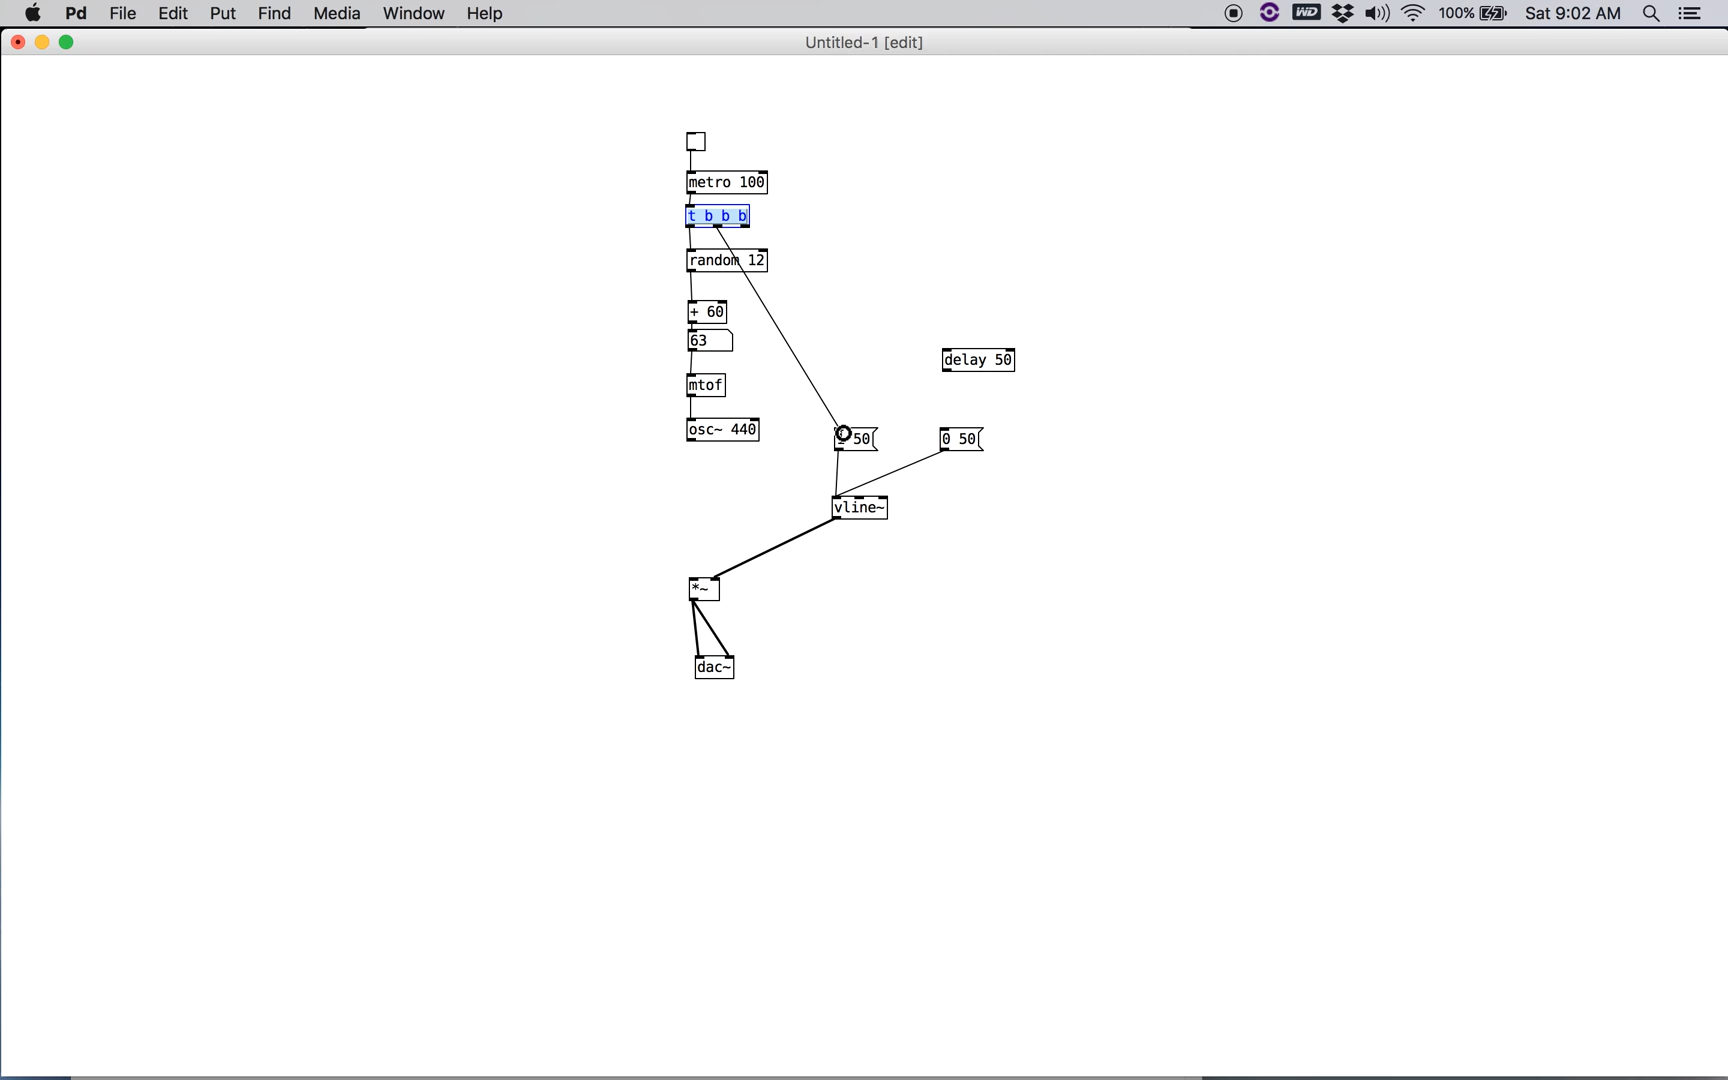 Pd File Edit Put Find Media Window Help WD 100% Sat 9:02 AM
Untitled-1 [edit]
metro 100
t b b b
random 12
+ 60
63
delay 50
mtof
osc~ 440
50
0 50
vline~
*~
dac~